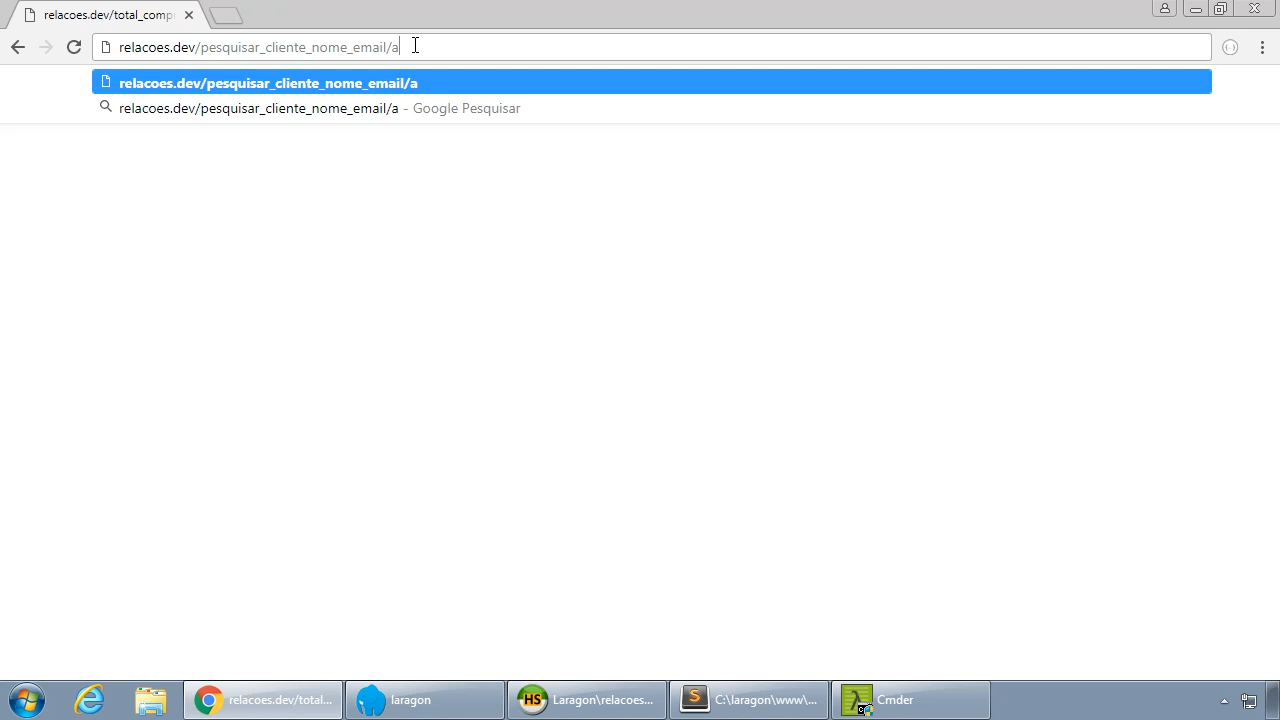 relacoes.dev/total_comp
relacoes.dev/pesquisar_cliente_nome_email/a
relacoes.dev/pesquisar_cliente_nome_email/a
relacoes.dev/pesquisar_cliente_nome_email/a - Google Pesquisar
relacoes.dev/total...
laragon
HS
Laragon\relacoes...
S
C:\laragon\www\...
λ
Cmder